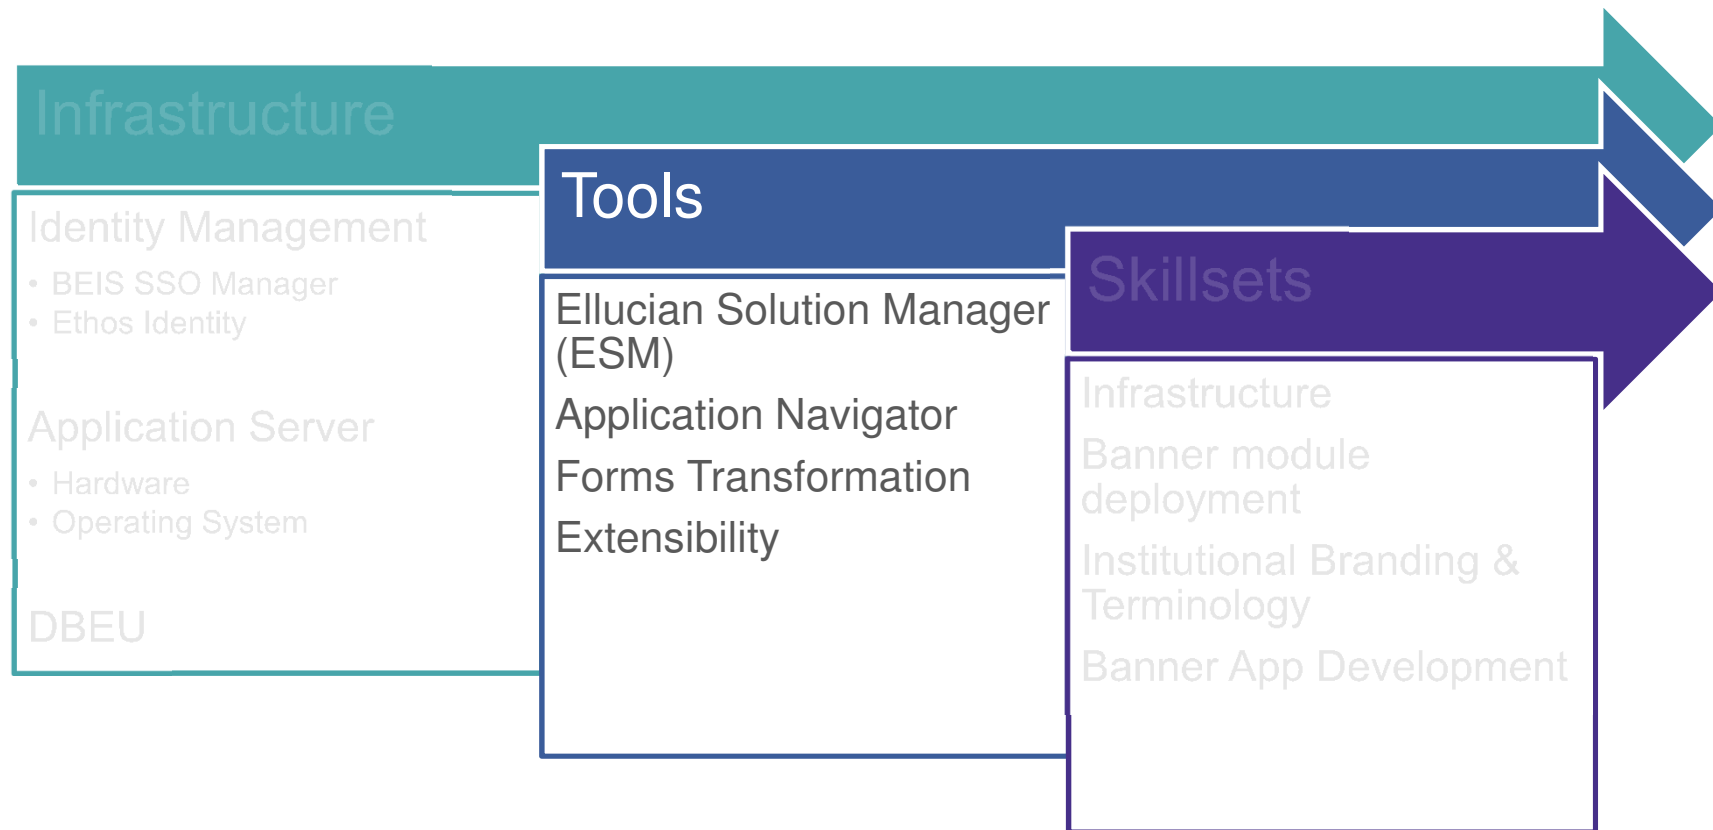 Infrastructure
Identity Management
• BEIS SSO Manager
• Ethos Identity
Application Server
• Hardware
• Operating System
DBEU
Tools
Ellucian Solution Manager
(ESM)
Application Navigator
Forms Transformation
Extensibility
Skillsets
Infrastructure
Banner module
deployment
Institutional Branding &
Terminology
Banner App Development